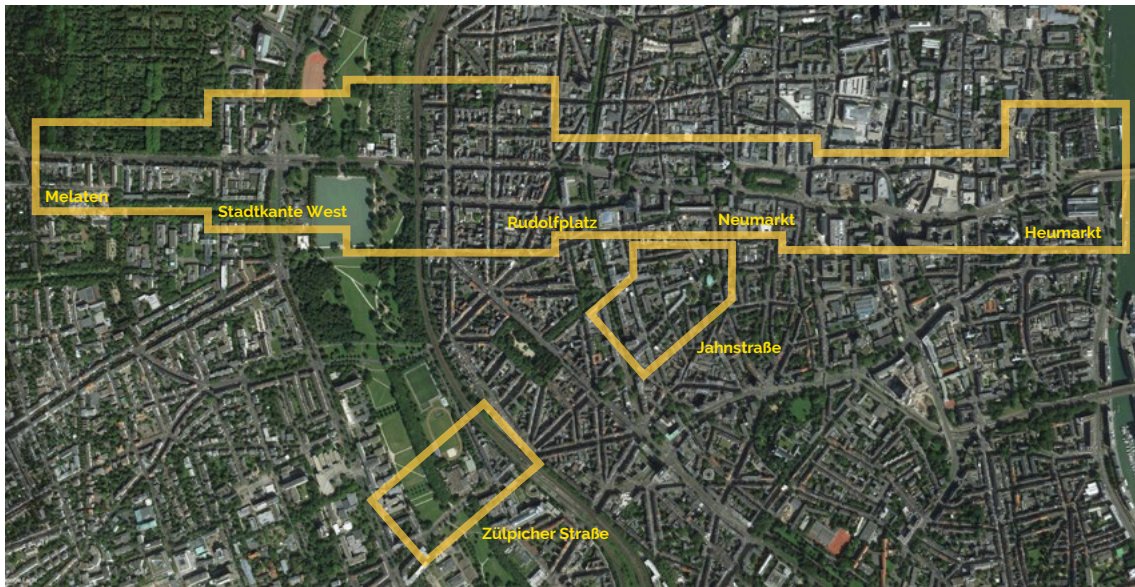 Melaten
Stadtkante West
Rudolfplatz
Neumarkt
Heumarkt
Jahnstraße
Zülpicher Straße